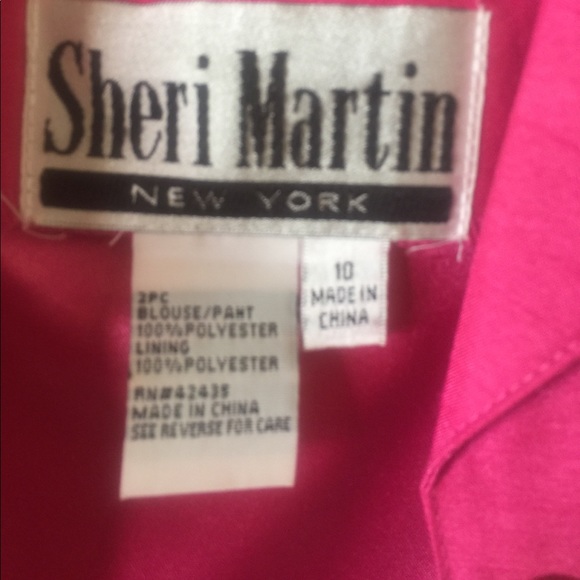 Sheri Martin
NEW YORK
10
MADE IN
CHINA
2PC
BLOUSE/PANT
100%POLYESTER
LINING
100%POLYESTER
RN#42435
MADE IN CHINA
SEE REVERSE FOR CARE